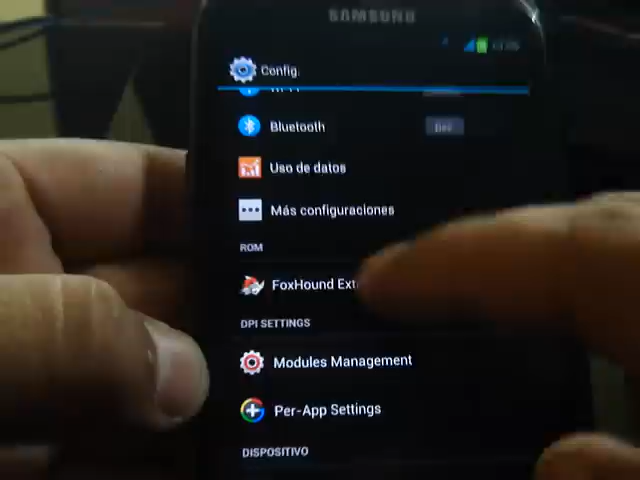 SAMSUNG
Config.
Bluetooth
Uso de datos
Más configuraciones
ROM
FoxHound
DPI SETTINGS
Modules Management
Per-App Settings
DISPOSITIVO